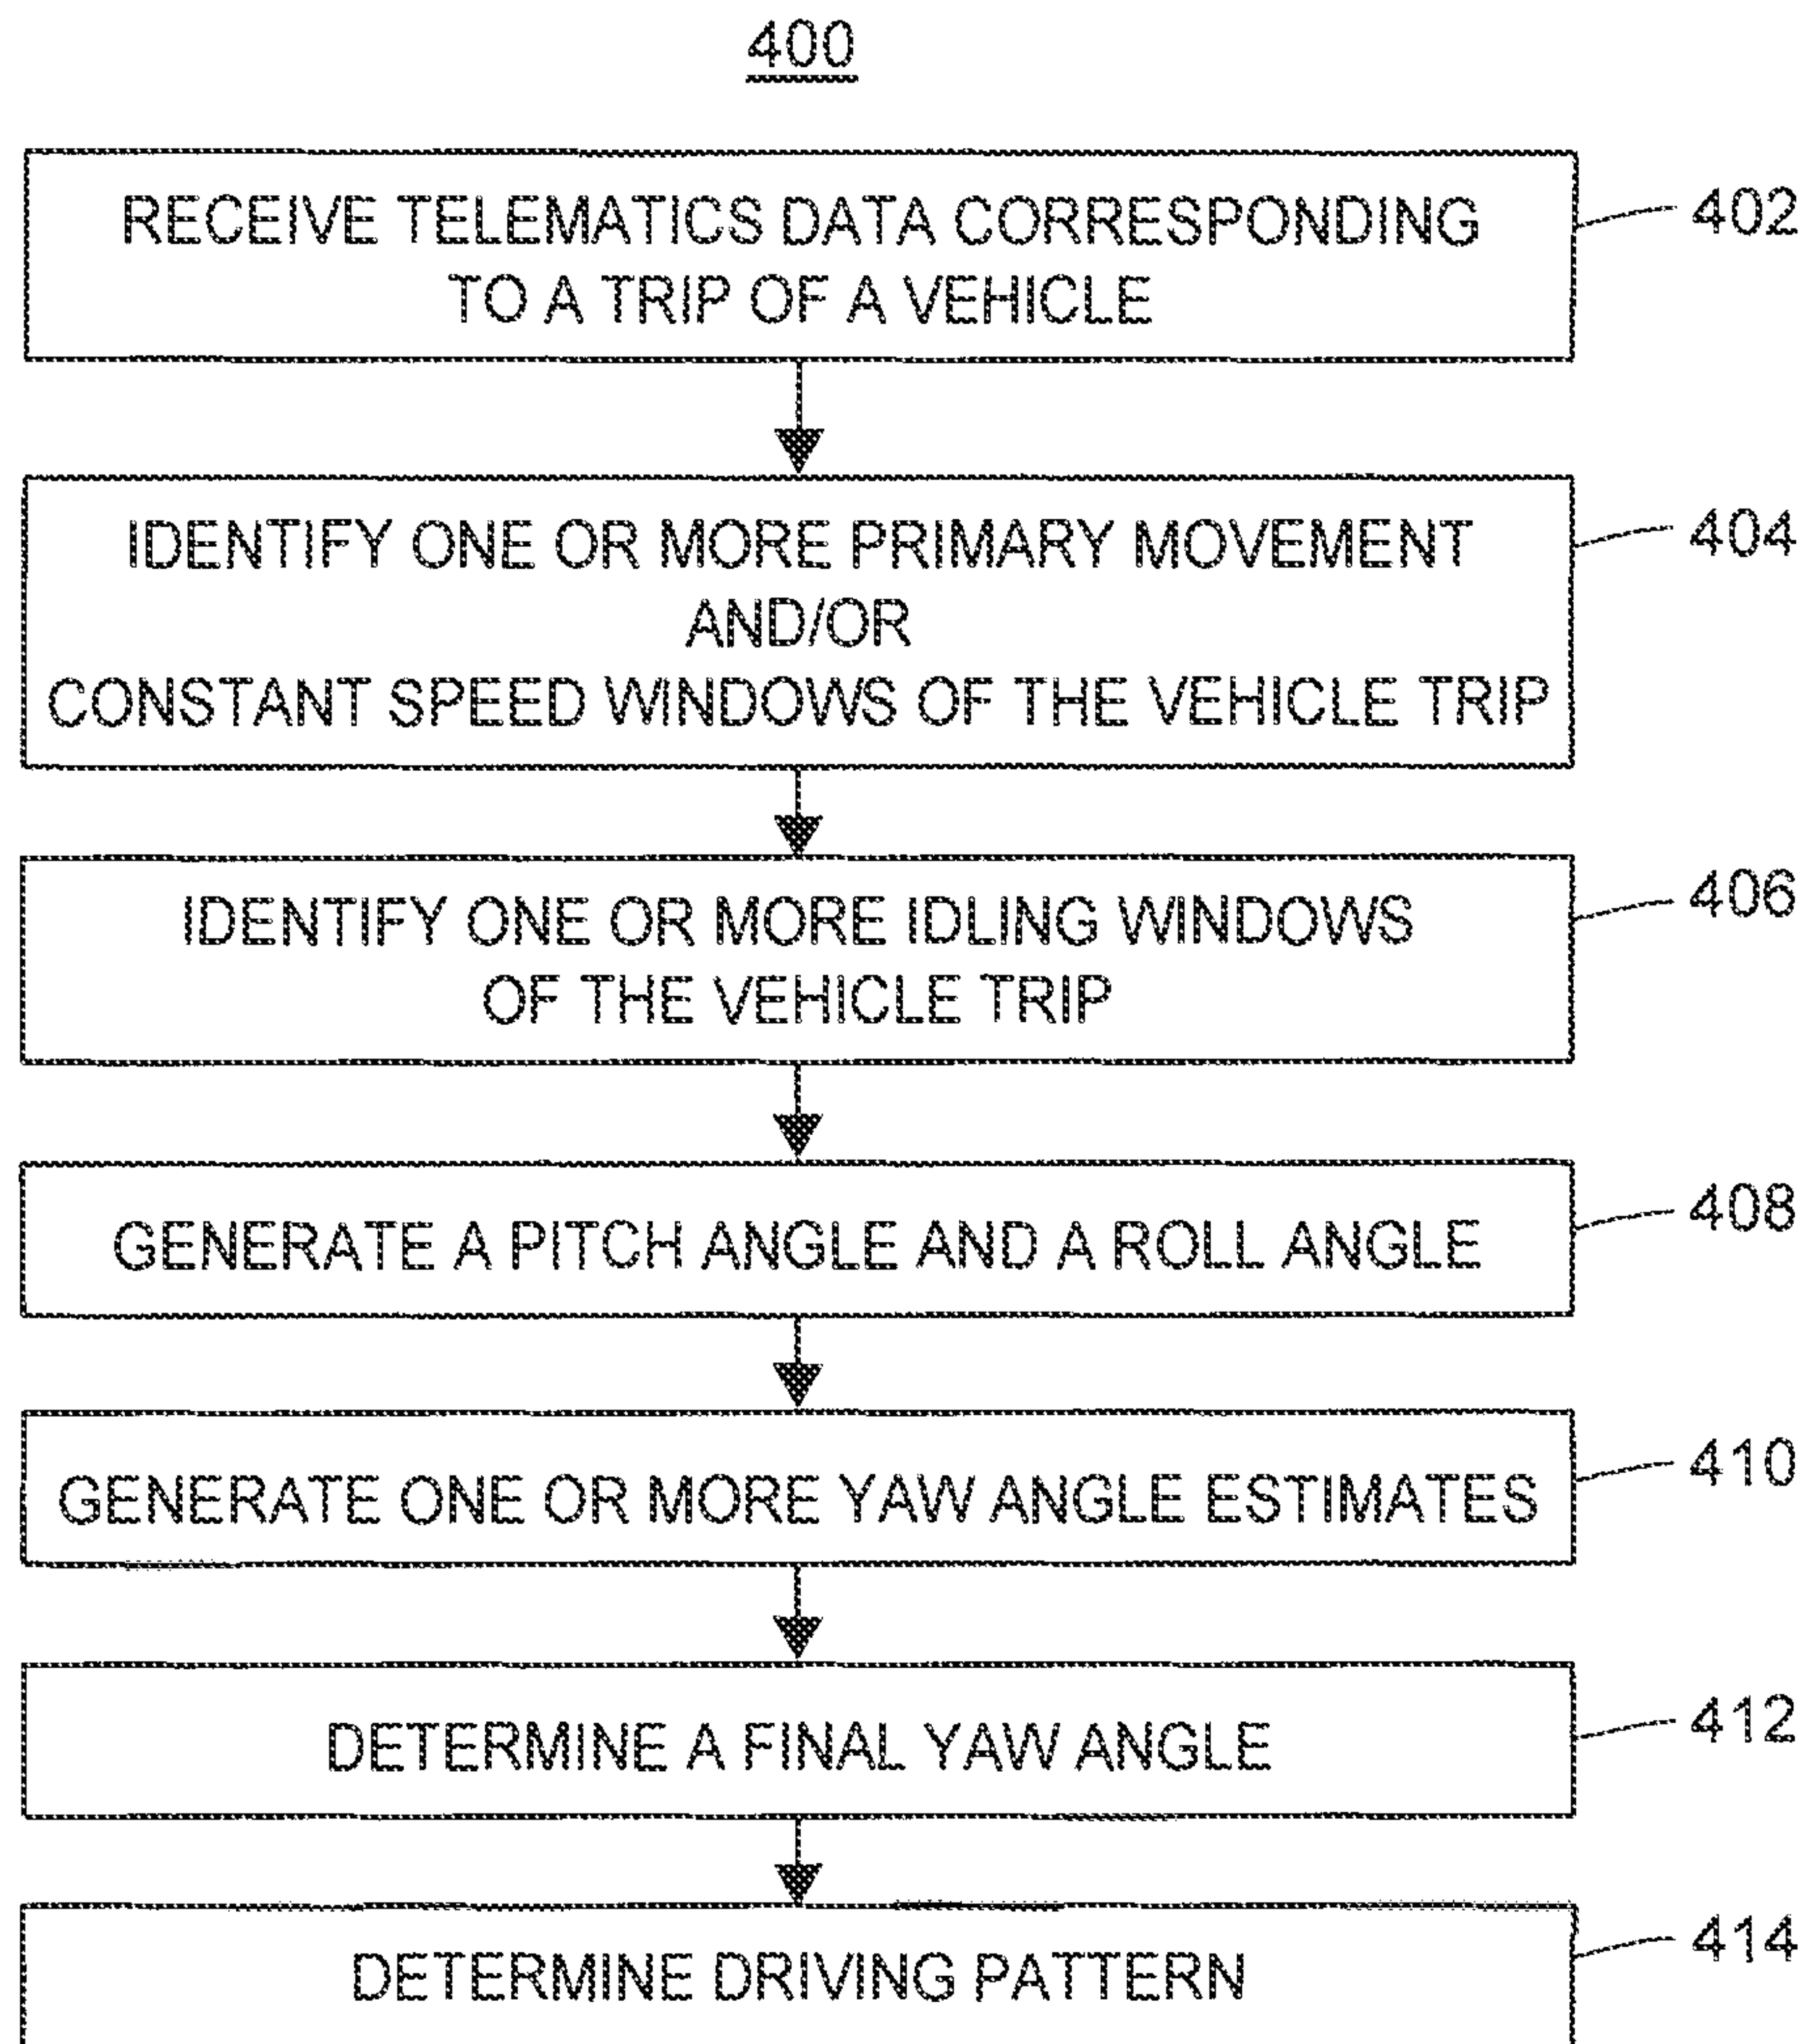 400
RECEIVE TELEMATICS DATA CORRESPONDING
TO A TRIP OF A VEHICLE
402
IDENTIFY ONE OR MORE PRIMARY MOVEMENT
AND/OR
CONSTANT SPEED WINDOWS OF THE VEHICLE TRIP
404
IDENTIFY ONE OR MORE IDLING WINDOWS
OF THE VEHICLE TRIP
406
GENERATE A PITCH ANGLE AND A ROLL ANGLE
408
GENERATE ONE OR MORE YAW ANGLE ESTIMATES
410
DETERMINE A FINAL YAW ANGLE
412
DETERMINE DRIVING PATTERN
414